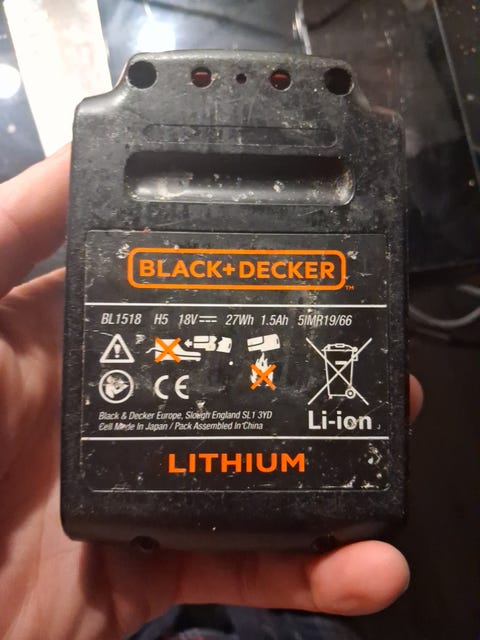 BLACK+DECKER™
BL1518 H5 18V⎓ 27Wh 1.5Ah 5IMR19/66
CE
Black & Decker Europe, Slough England SL1 3YD
Cell Made In Japan / Pack Assembled In China
Li-ion
LITHIUM